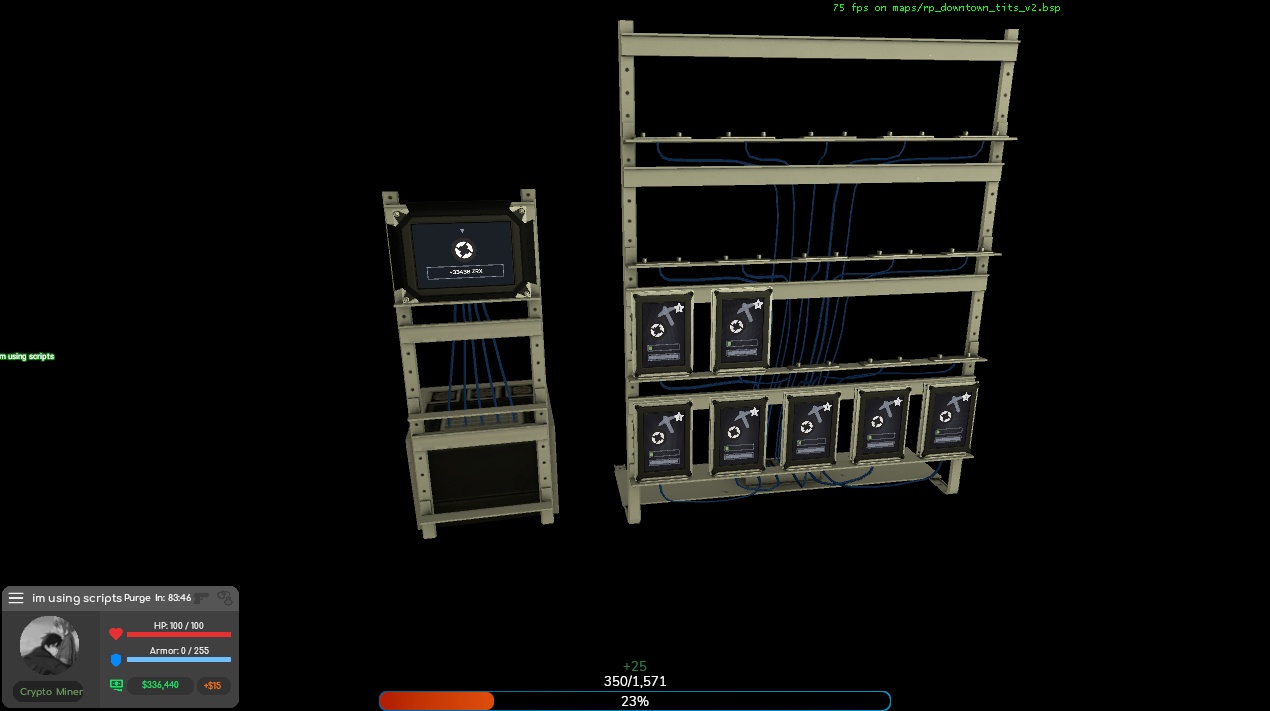 75 fps on maps/rp_downtown_tits_v2.bsp
im using scripts
im using scripts Purge In: 83:46
HP: 100 / 100
Armor: 0 / 255
Crypto Miner
$336,440
+$15
+25
350/1,571
23%